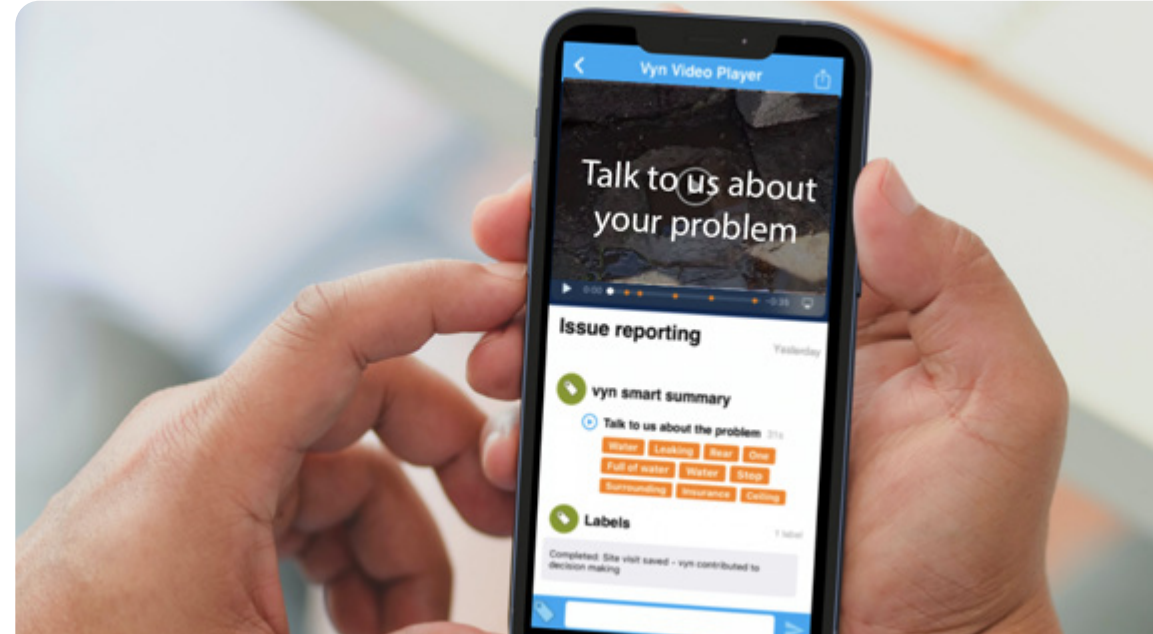 Vyn Video Player
Talk to us about
your problem
0:00 -0:35
Issue reporting
Yesterday
vyn smart summary
Talk to us about the problem 31s
Water Leaking Rear One
Full of water Water Stop
Surrounding Insurance Ceiling
Labels
1 label
Completed: Site visit saved - vyn contributed to
decision making